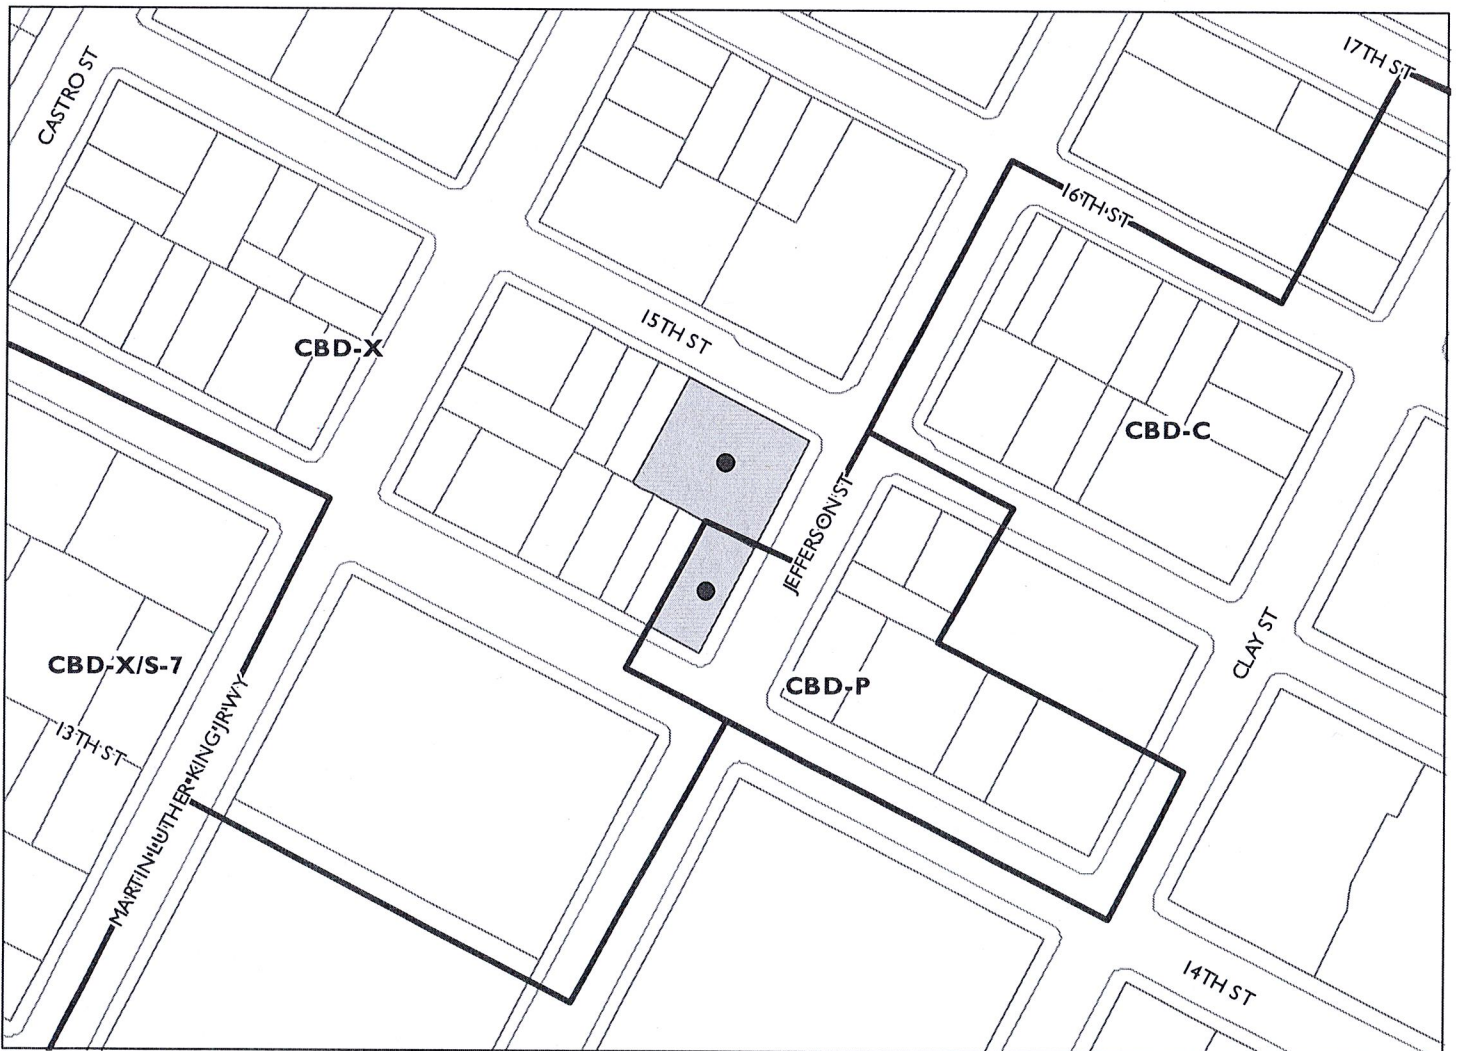 17TH ST
CASTRO ST
16TH ST
15TH ST
CBD-X
CBD-C
JEFFERSON ST
CLAY ST
CBD-X/S-7
CBD-P
13TH ST
MARTIN LUTHER KING JR WY
14TH ST